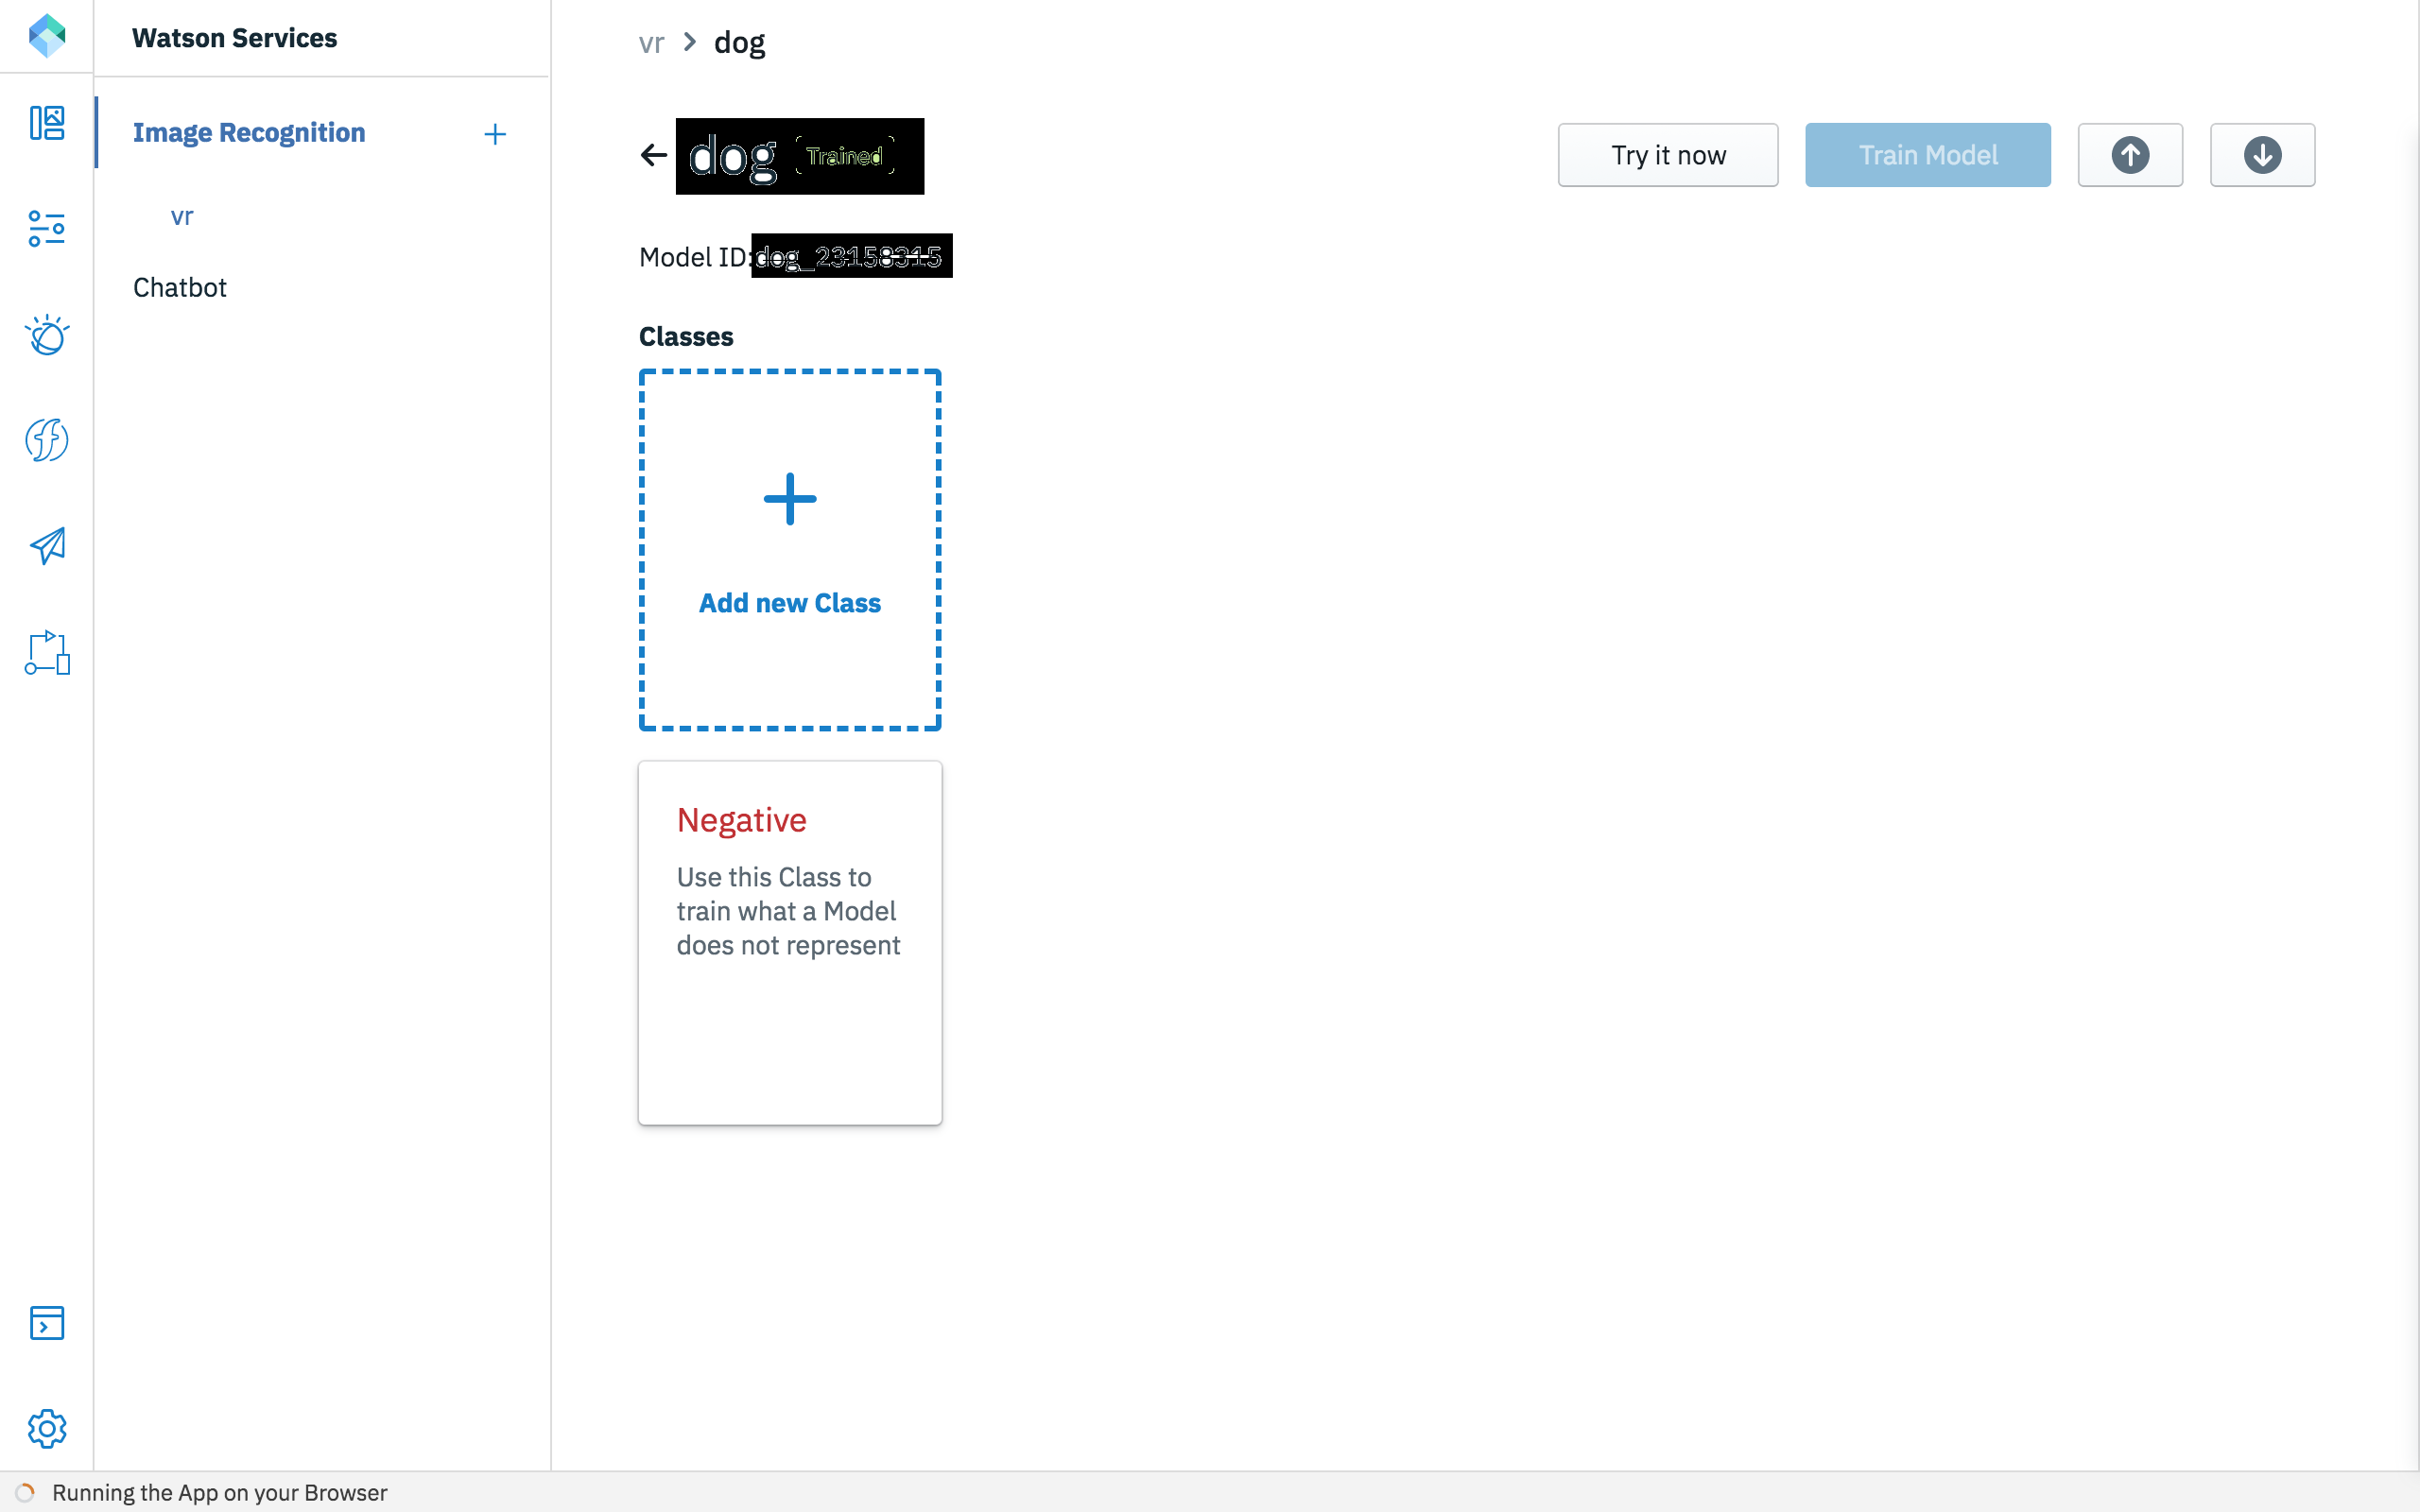 Watson Services
Image Recognition
vr
Chatbot
vr > dog
dog Trained
Try it now
Train Model
Model ID: dog_23158315
Classes
Add new Class
Negative
Use this Class to
train what a Model
does not represent
Running the App on your Browser